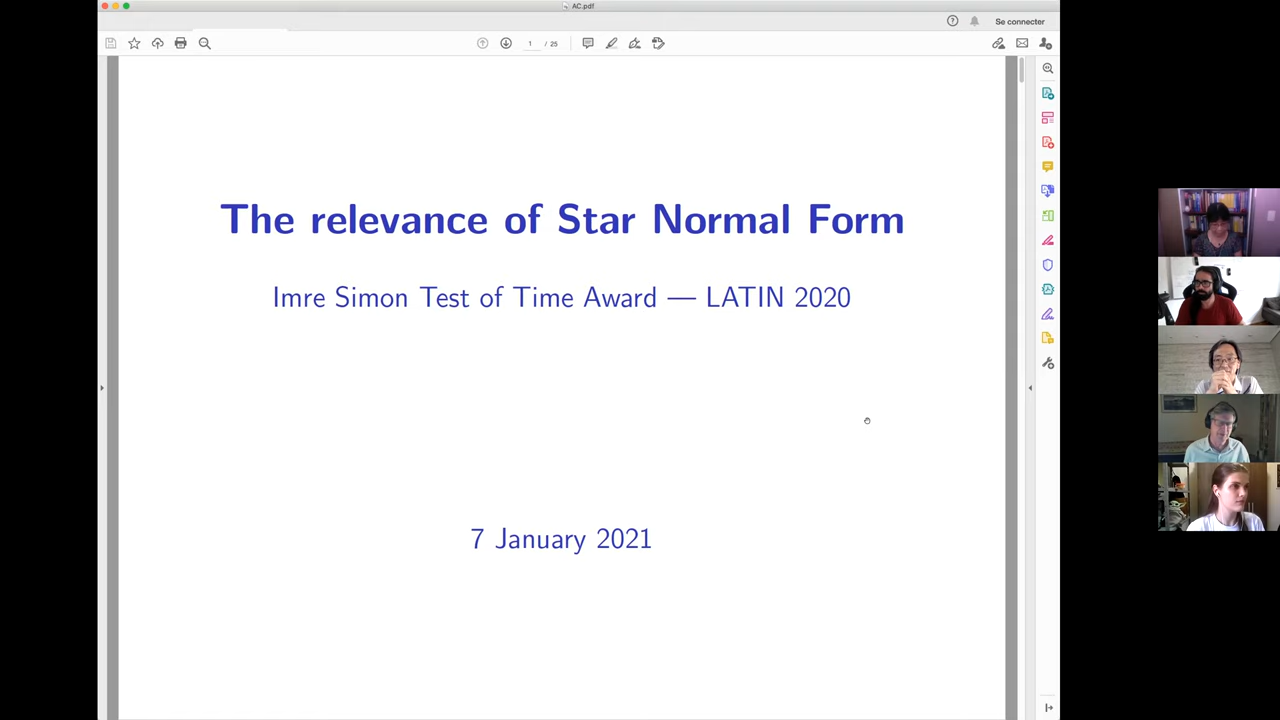 AC.pdf
Se connecter
1 / 25
The relevance of Star Normal Form
Imre Simon Test of Time Award — LATIN 2020
7 January 2021